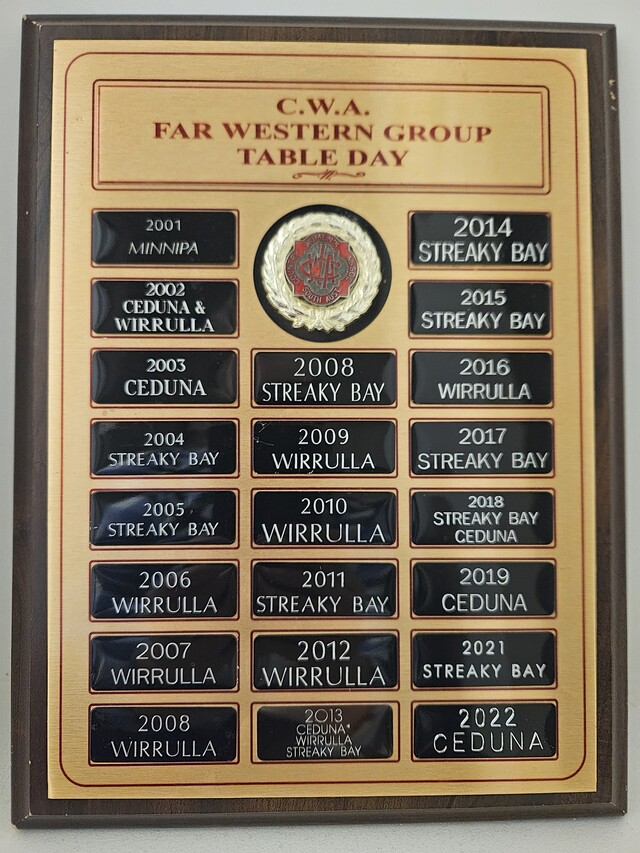 C.W.A.
FAR WESTERN GROUP
TABLE DAY
2001
MINNIPA
2002
CEDUNA &
WIRRULLA
2003
CEDUNA
2004
STREAKY BAY
2005
STREAKY BAY
2006
WIRRULLA
2007
WIRRULLA
2008
WIRRULLA
2008
STREAKY BAY
2009
WIRRULLA
2010
WIRRULLA
2011
STREAKY BAY
2012
WIRRULLA
2013
CEDUNA*
WIRRULLA
STREAKY BAY
2014
STREAKY BAY
2015
STREAKY BAY
2016
WIRRULLA
2017
STREAKY BAY
2018
STREAKY BAY
CEDUNA
2019
CEDUNA
2021
STREAKY BAY
2022
CEDUNA